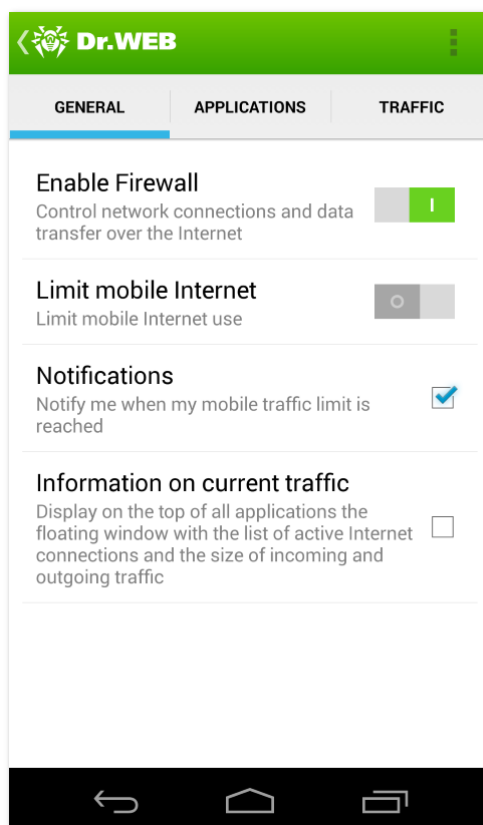 Dr.WEB
GENERAL APPLICATIONS TRAFFIC
Enable Firewall
Control network connections and data
transfer over the Internet
Limit mobile Internet
Limit mobile Internet use
Notifications
Notify me when my mobile traffic limit is
reached
Information on current traffic
Display on the top of all applications the
floating window with the list of active Internet
connections and the size of incoming and
outgoing traffic